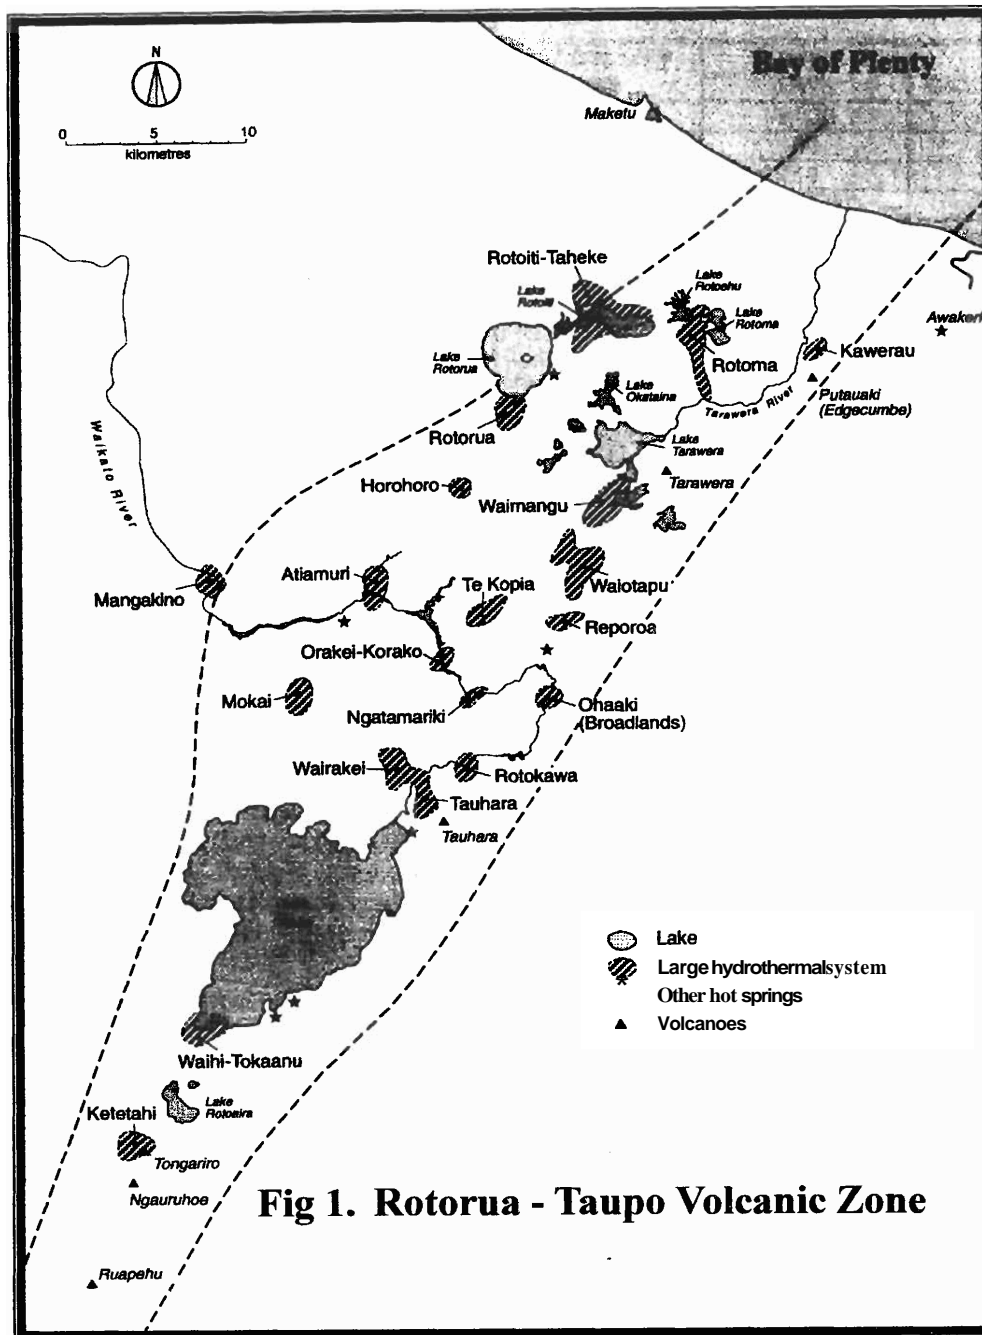 Bay of Plenty
N
Maketu
0 5 10
kilometres
Rotoiti-Taheke
Lake
Rotoiti
Lake
Rotoehu
Lake
Rotoma
Awakeri
Lake
Rotorua
Rotoma
Kawerau
Lake
Okataina
Putauaki
(Edgecumbe)
Tarawera River
Waikato River
Rotorua
Lake
Tarawera
Horohoro
Tarawera
Waimangu
Atiamuri
Te Kopia
Waiotapu
Mangakino
Reporoa
Orakei-Korako
Mokai
Ngatamariki
Ohaaki
(Broadlands)
Wairakei
Rotokawa
Tauhara
Tauhara
Lake
Large hydrothermalsystem
Other hot springs
Volcanoes
Waihi-Tokaanu
Lake
Rotoaira
Ketetahi
Tongariro
Ngauruhoe
Fig 1. Rotorua - Taupo Volcanic Zone
Ruapehu